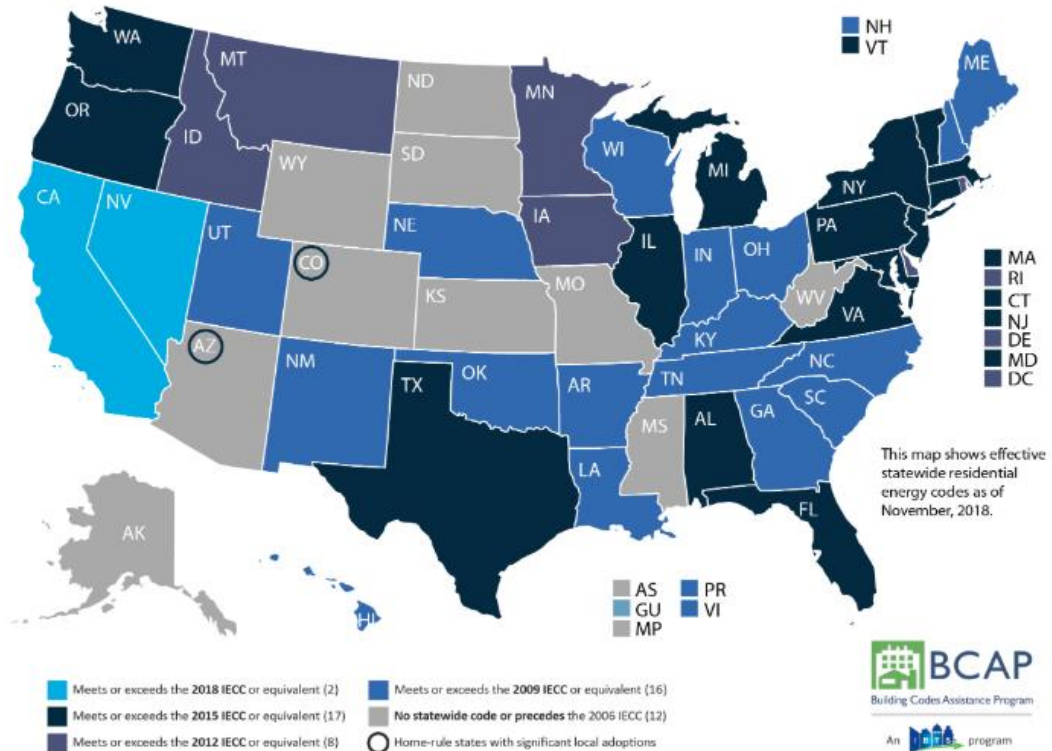 WA
MT
ND
MN
NH
VT
ME
OR
ID
SD
WI
MI
NY
WY
CA
NV
IA
PA
UT
NE
IL
IN
OH
MA
RI
CT
NJ
DE
MD
DC
CO
KS
MO
WV
VA
KY
AZ
NM
OK
AR
TN
NC
SC
TX
MS
AL
GA
LA
FL
This map shows effective
statewide residential
energy codes as of
November, 2018.
AK
HI
AS
GU
MP
PR
VI
Meets or exceeds the 2018 IECC or equivalent (2)
Meets or exceeds the 2015 IECC or equivalent (17)
Meets or exceeds the 2012 IECC or equivalent (8)
Meets or exceeds the 2009 IECC or equivalent (16)
No statewide code or precedes the 2006 IECC (12)
Home-rule states with significant local adoptions
BCAP
Building Codes Assistance Program
An
program